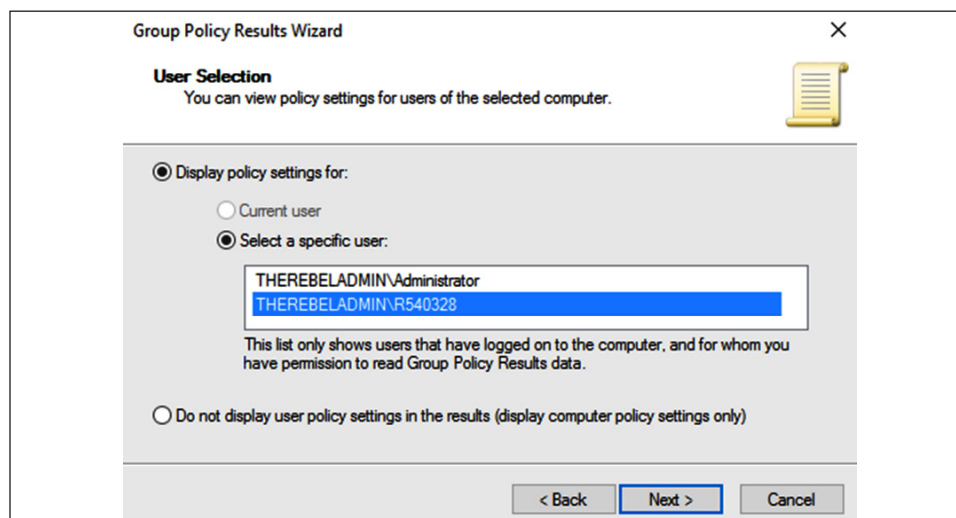 Group Policy Results Wizard
User Selection
You can view policy settings for users of the selected computer.
Display policy settings for:
Current user
Select a specific user:
THEREBELADMIN\Administrator
THEREBELADMIN\R540328
This list only shows users that have logged on to the computer, and for whom you
have permission to read Group Policy Results data.
Do not display user policy settings in the results (display computer policy settings only)
< Back Next > Cancel